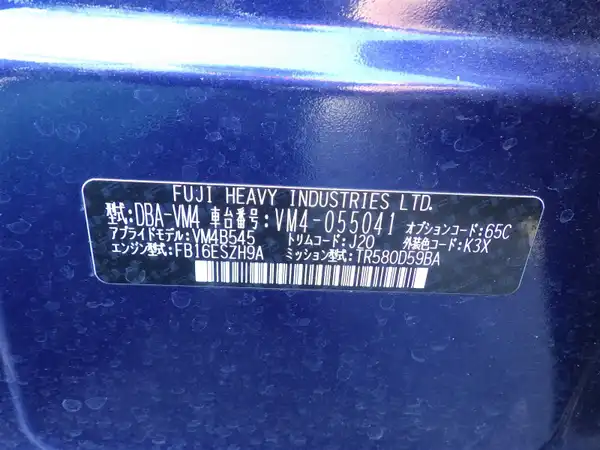 FUJI HEAVY INDUSTRIES LTD.
型式:DBA-VM4 車台番号:VM4-055041 オプションコード:65C
アプライドモデル:VM4B545 トリムコード:J20 外装色コード:K3X
エンジン型式:FB16ESZH9A ミッション型式:TR580D59BA